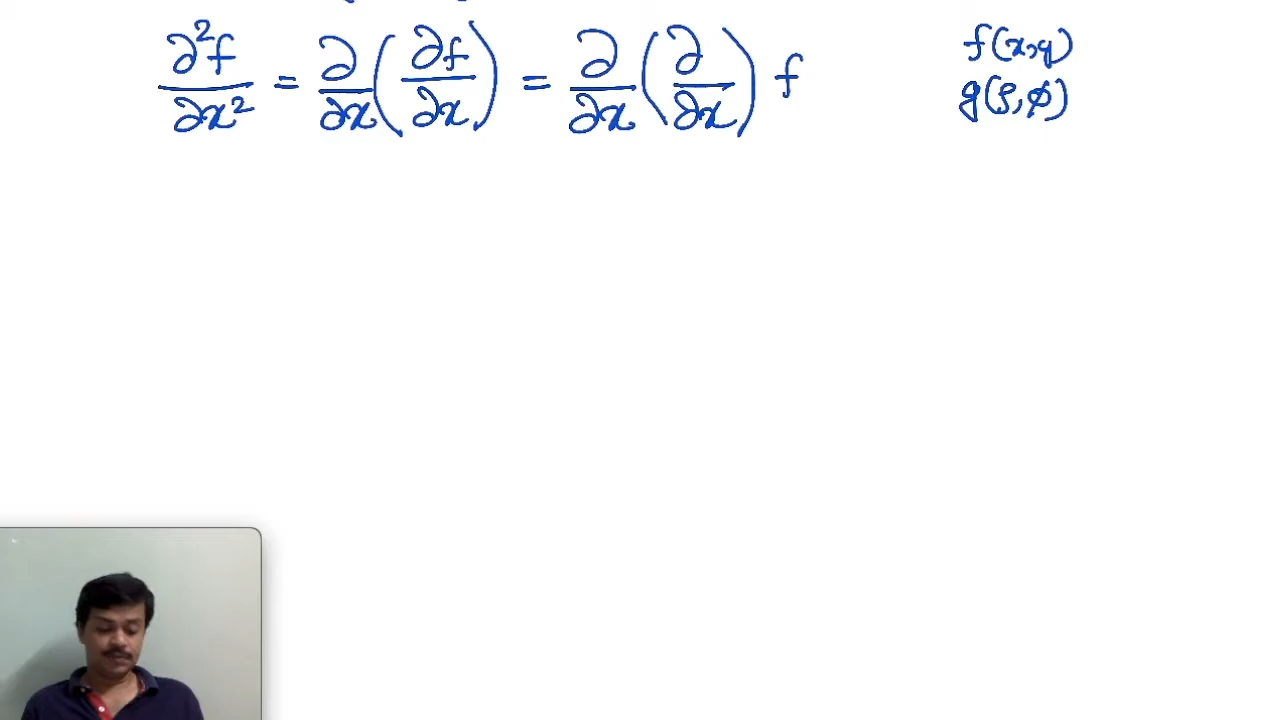 ∂²f/∂x² = ∂/∂x (∂f/∂x) = ∂/∂x (∂/∂x) f
f(x,y)
g(ρ,φ)